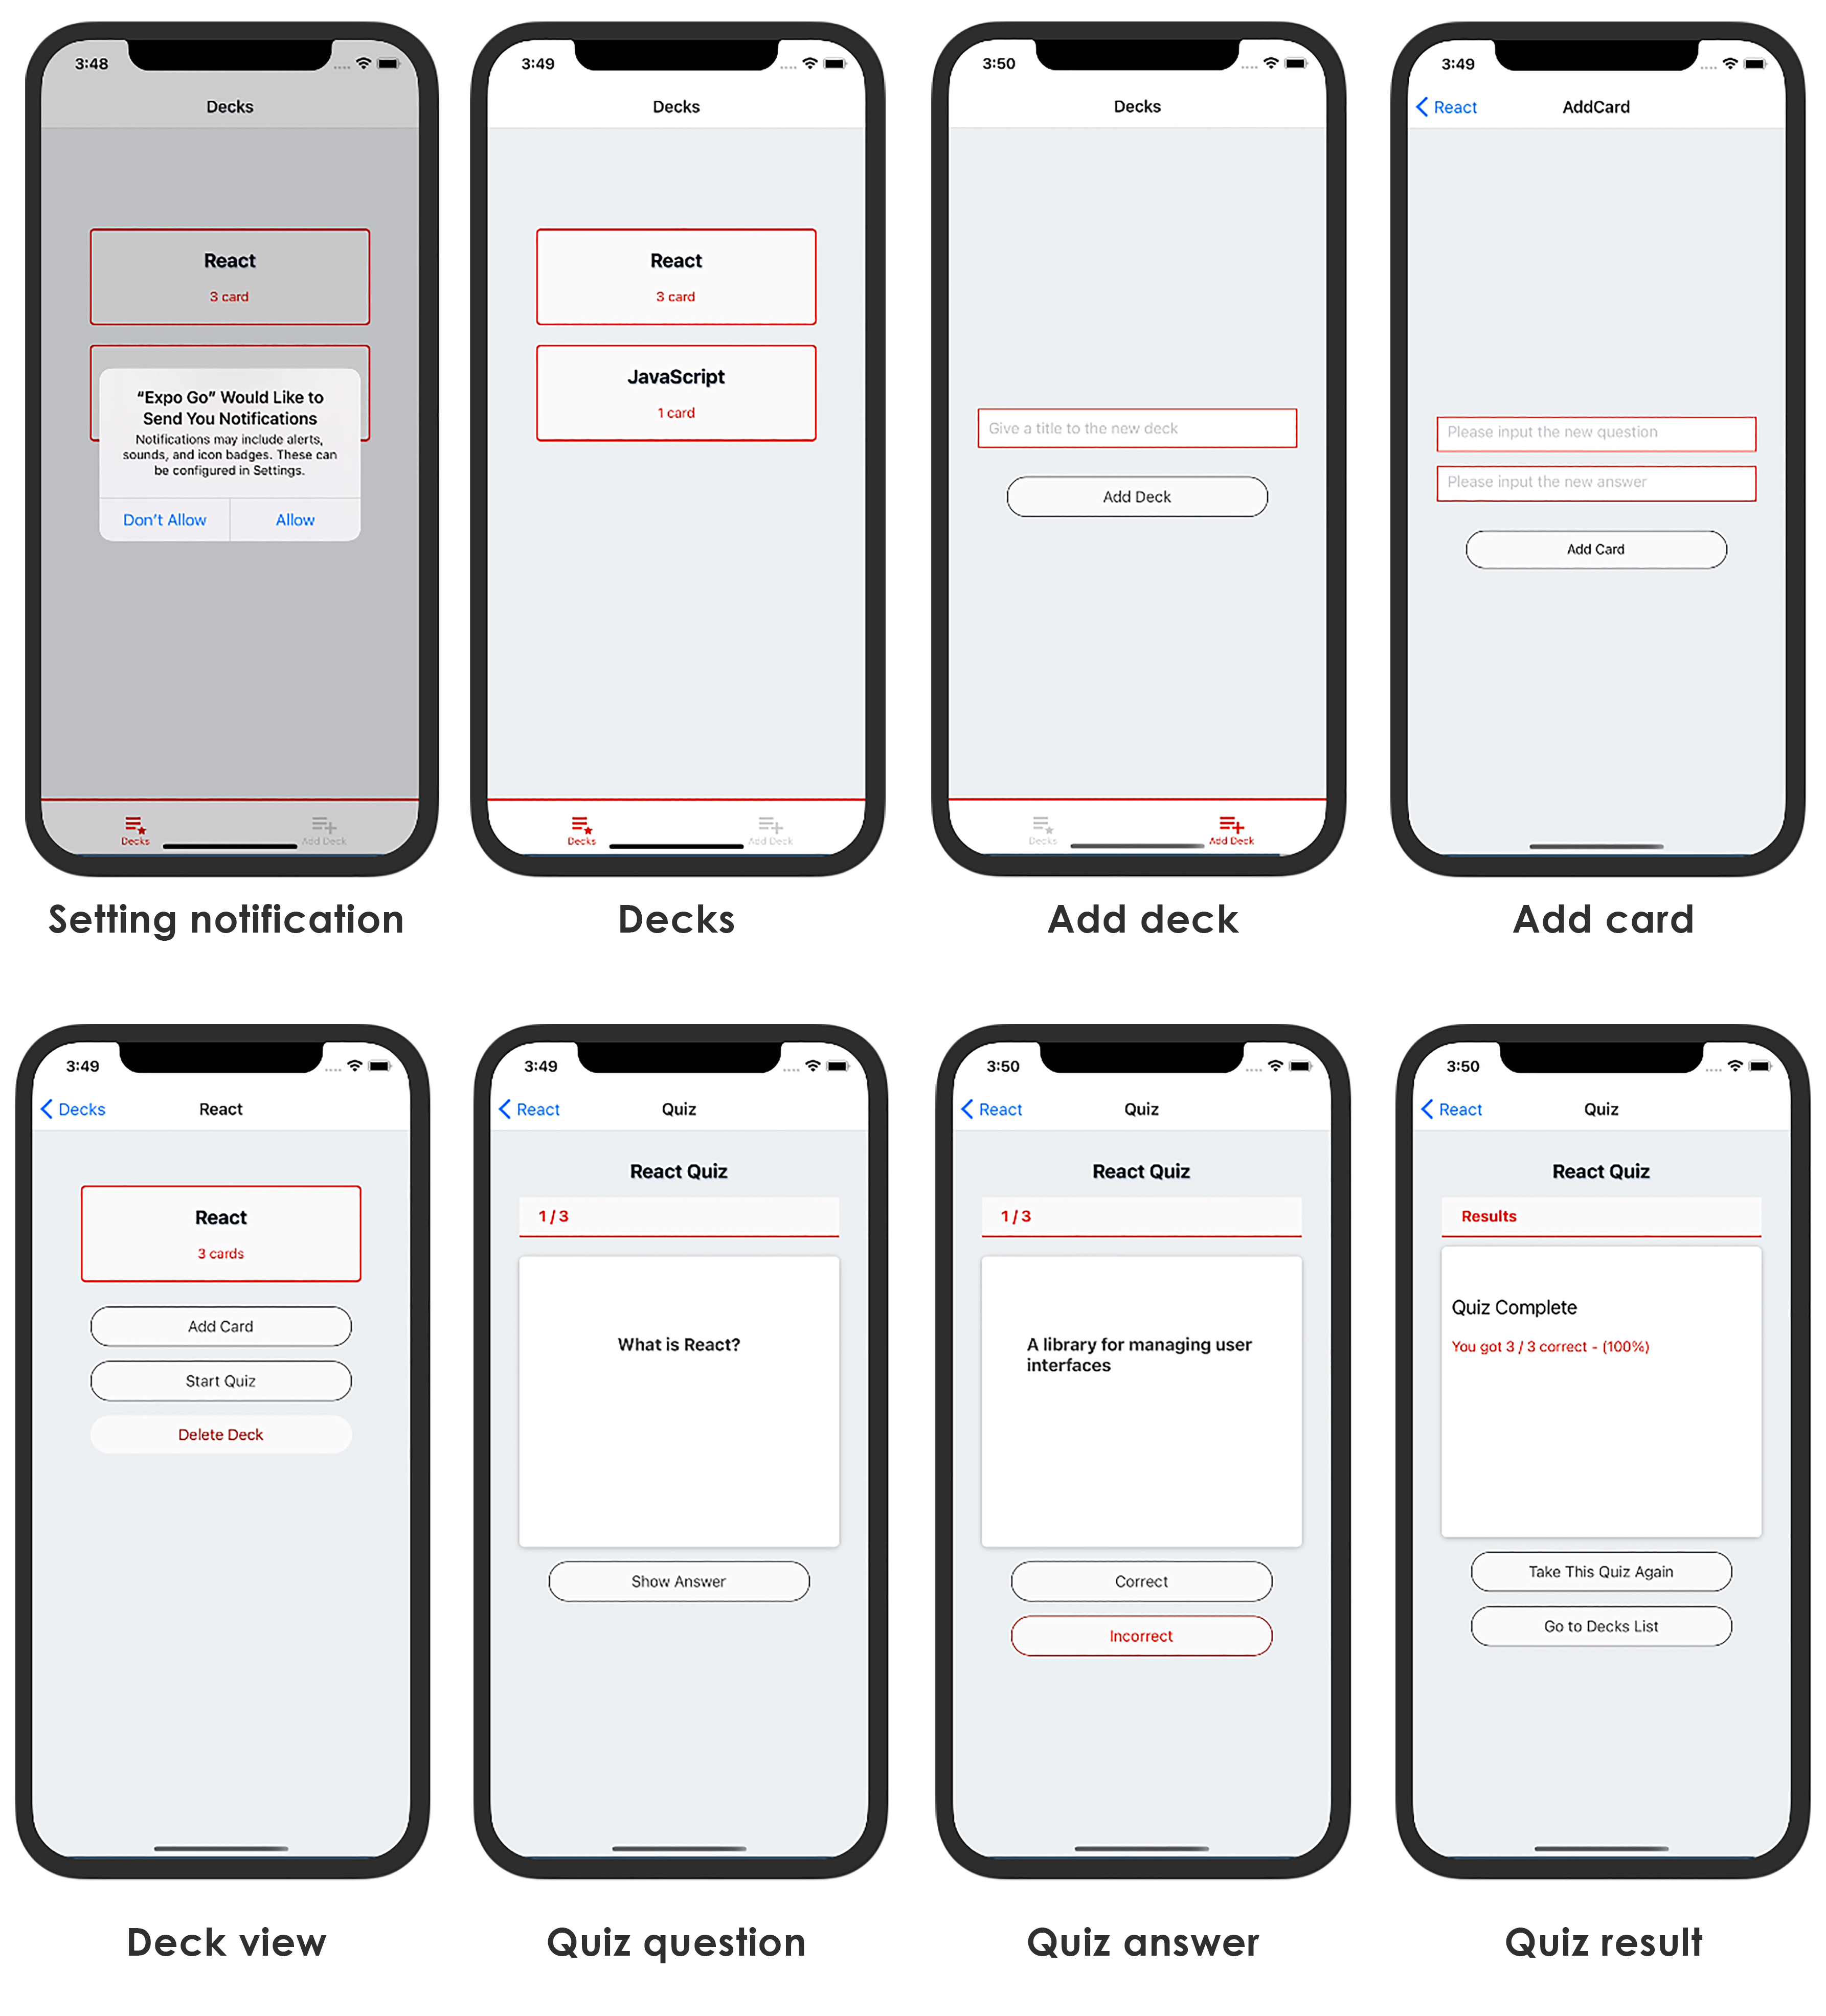 3:48
Decks
React
3 card
“Expo Go” Would Like to
Send You Notifications
Notifications may include alerts,
sounds, and icon badges. These can
be configured in Settings.
Don’t Allow
Allow
Decks
Add Deck
Setting notification
3:49
Decks
React
3 card
JavaScript
1 card
Decks
Add Deck
Decks
3:50
Decks
Give a title to the new deck
Add Deck
Decks
Add Deck
Add deck
3:49
React
AddCard
Please input the new question
Please input the new answer
Add Card
Add card
3:49
Decks
React
React
3 cards
Add Card
Start Quiz
Delete Deck
Deck view
3:49
React
Quiz
React Quiz
1 / 3
What is React?
Show Answer
Quiz question
3:50
React
Quiz
React Quiz
1 / 3
A library for managing user
interfaces
Correct
Incorrect
Quiz answer
3:50
React
Quiz
React Quiz
Results
Quiz Complete
You got 3 / 3 correct - (100%)
Take This Quiz Again
Go to Decks List
Quiz result